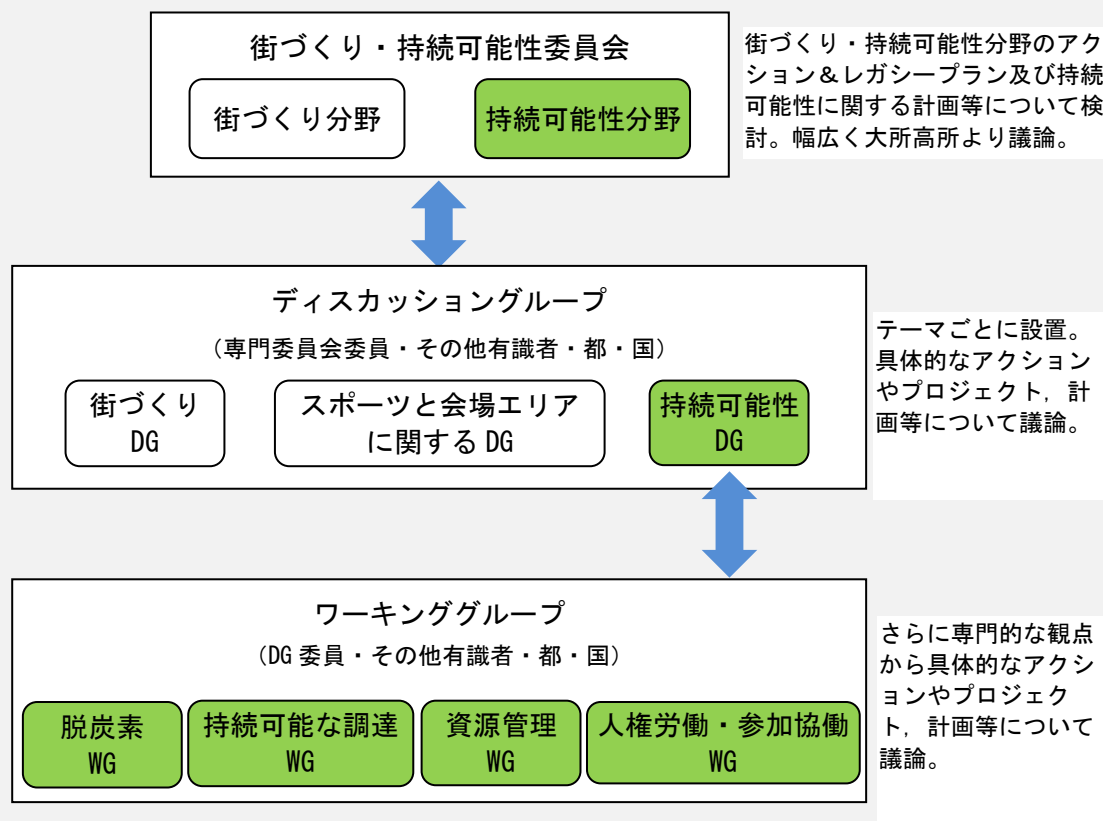 街づくり・持続可能性委員会
街づくり分野
持続可能性分野
街づくり・持続可能性分野のアク
ション＆レガシープラン及び持続
可能性に関する計画等について検
討。幅広く大所高所より議論。
ディスカッショングループ
（専門委員会委員・その他有識者・都・国）
街づくり
DG
スポーツと会場エリア
に関する DG
持続可能性
DG
テーマごとに設置。
具体的なアクション
やプロジェクト，計
画等について議論。
ワーキンググループ
（DG 委員・その他有識者・都・国）
脱炭素
WG
持続可能な調達
WG
資源管理
WG
人権労働・参加協働
WG
さらに専門的な観点
から具体的なアクシ
ョンやプロジェク
ト，計画等について
議論。